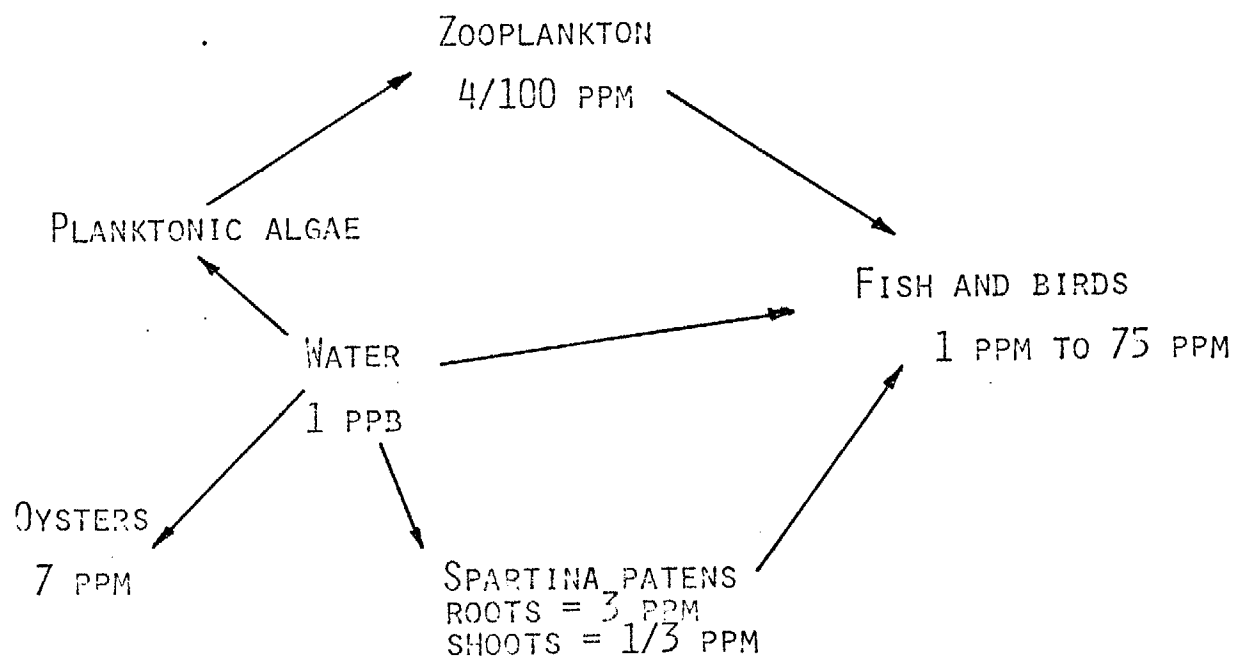 ZOOPLANKTON
4/100 PPM
PLANKTONIC ALGAE
FISH AND BIRDS
1 PPM TO 75 PPM
WATER
1 PPB
OYSTERS
7 PPM
SPARTINA PATENS
ROOTS = 3 PPM
SHOOTS = 1/3 PPM